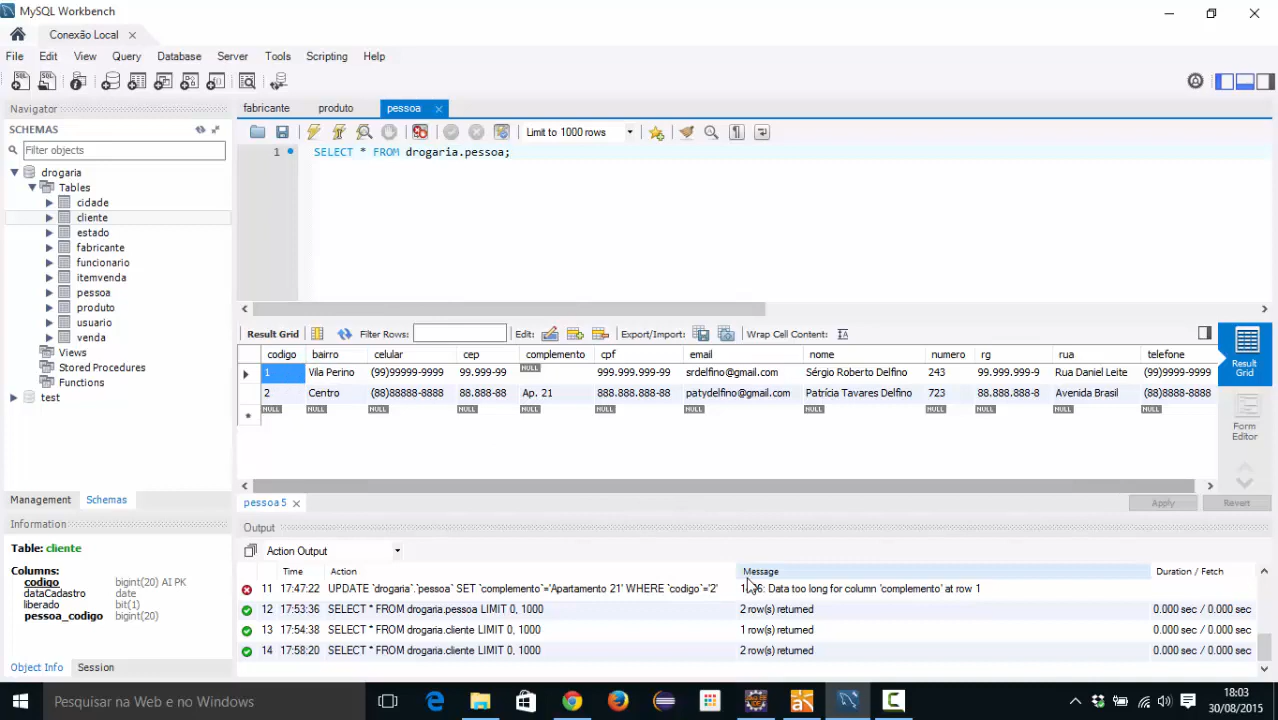 MySQL Workbench
Conexão Local
File Edit View Query Database Server Tools Scripting Help
Navigator
SCHEMAS
Filter objects
drogaria
Tables
cidade
cliente
estado
fabricante
funcionario
itemvenda
pessoa
produto
usuario
venda
Views
Stored Procedures
Functions
test
Management Schemas
Information
Table: cliente
Columns:
codigo bigint(20) AI PK
dataCadastro date
liberado bit(1)
pessoa_codigo bigint(20)
Object Info Session
fabricante produto pessoa
Limit to 1000 rows
1 SELECT * FROM drogaria.pessoa;
Result Grid Filter Rows: Edit: Export/Import: Wrap Cell Content:
codigo bairro celular cep complemento cpf email nome numero rg rua telefone
1 Vila Perino (99)99999-9999 99.999-99 NULL 999.999.999-99 srdelfino@gmail.com Sérgio Roberto Delfino 243 99.999.999-9 Rua Daniel Leite (99)9999-9999
2 Centro (88)88888-8888 88.888-88 Ap. 21 888.888.888-88 patydelfino@gmail.com Patrícia Tavares Delfino 723 88.888.888-8 Avenida Brasil (88)8888-8888
NULL NULL NULL NULL NULL NULL NULL NULL NULL NULL NULL NULL
Result Grid
Form Editor
pessoa 5
Apply Revert
Output
Action Output
Time Action Message Duration / Fetch
11 17:47:22 UPDATE `drogaria`.`pessoa` SET `complemento`='Apartamento 21' WHERE `codigo`='2' Data too long for column 'complemento' at row 1
12 17:53:36 SELECT * FROM drogaria.pessoa LIMIT 0, 1000 2 row(s) returned 0.000 sec / 0.000 sec
13 17:54:38 SELECT * FROM drogaria.cliente LIMIT 0, 1000 1 row(s) returned 0.000 sec / 0.000 sec
14 17:58:20 SELECT * FROM drogaria.cliente LIMIT 0, 1000 2 row(s) returned 0.000 sec / 0.000 sec
Pesquisar na Web e no Windows
18:03
30/08/2015